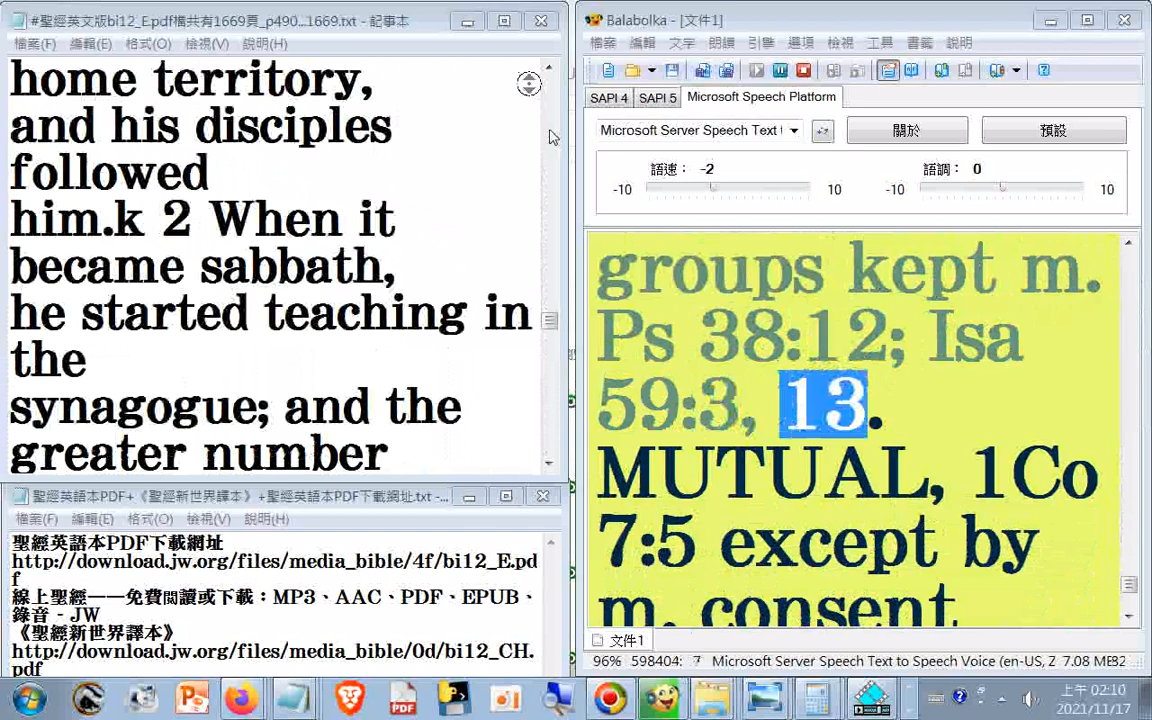 #聖經英文版bi12_E.pdf檔共有1669頁_p490...1669.txt - 記事本
檔案(F) 編輯(E) 格式(O) 檢視(V) 說明(H)
home territory,
and his disciples
followed
him.k 2 When it
became sabbath,
he started teaching in
the
synagogue; and the
greater number
聖經英語本PDF+《聖經新世界譯本》+聖經英語本PDF下載網址.txt -...
檔案(F) 編輯(E) 格式(O) 檢視(V) 說明(H)
聖經英語本PDF下載網址
http://download.jw.org/files/media_bible/4f/bi12_E.pd
f
線上聖經——免費閱讀或下載：MP3、AAC、PDF、EPUB、
錄音 - JW
《聖經新世界譯本》
http://download.jw.org/files/media_bible/0d/bi12_CH.
pdf
Balabolka - [文件1]
檔案 編輯 文字 朗讀 引擎 選項 檢視 工具 書籤 說明
SAPI 4 SAPI 5 Microsoft Speech Platform
Microsoft Server Speech Text 關於 預設
語速： -2 語調： 0
-10 10 -10 10
groups kept m.
Ps 38:12; Isa
59:3, 13.
MUTUAL, 1Co
7:5 except by
m. consent
文件1
96% 598404: 7 Microsoft Server Speech Text to Speech Voice (en-US, Z 7.08 MB32
PDF
上午 02:10
2021/11/17